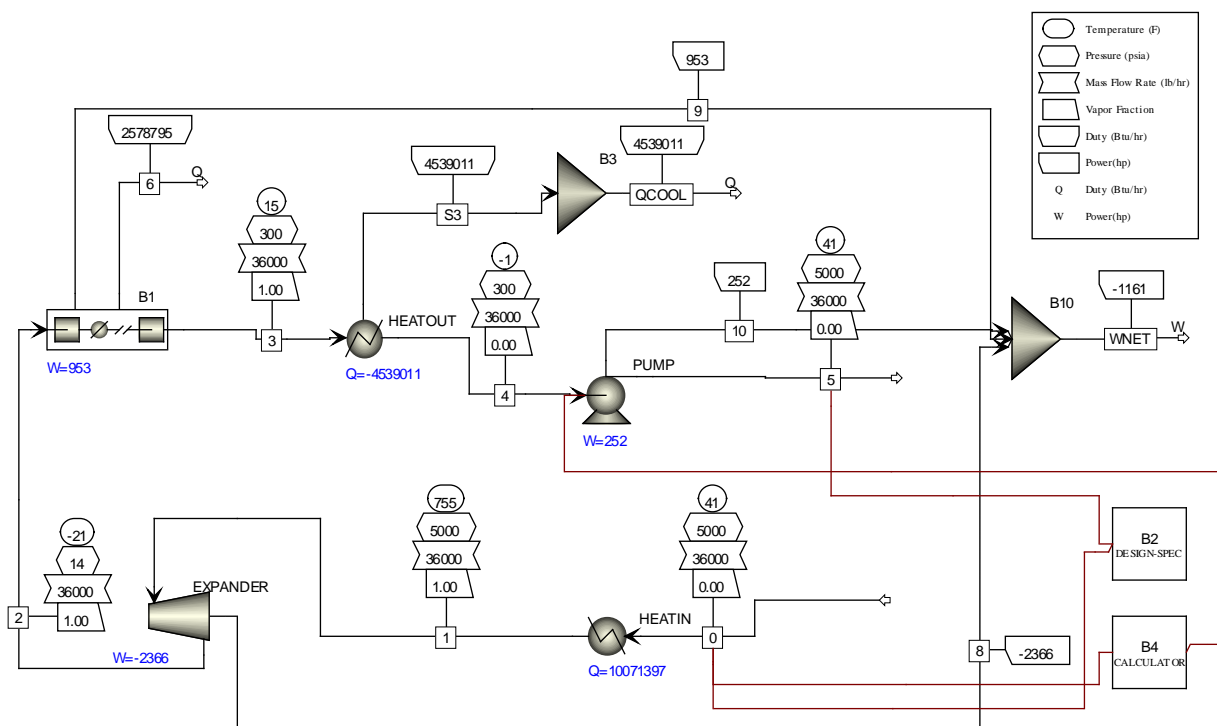 953
9
Temperature (F)
Pressure (psia)
Mass Flow Rate (lb/hr)
Vapor Fraction
Duty (Btu/hr)
Power(hp)
Q Duty (Btu/hr)
W Power(hp)
2578795
6
Q
4539011
S3
B3
4539011
QCOOL
Q
15
300
36000
1.00
3
B1
W=953
HEATOUT
Q=-4539011
-1
300
36000
0.00
4
PUMP
W=252
252
10
41
5000
36000
0.00
5
B10
-1161
WNET
W
-21
14
36000
1.00
2
EXPANDER
W=-2366
755
5000
36000
1.00
1
HEATIN
Q=10071397
41
5000
36000
0.00
0
8
-2366
B2
DESIGN-SPEC
B4
CALCULATOR